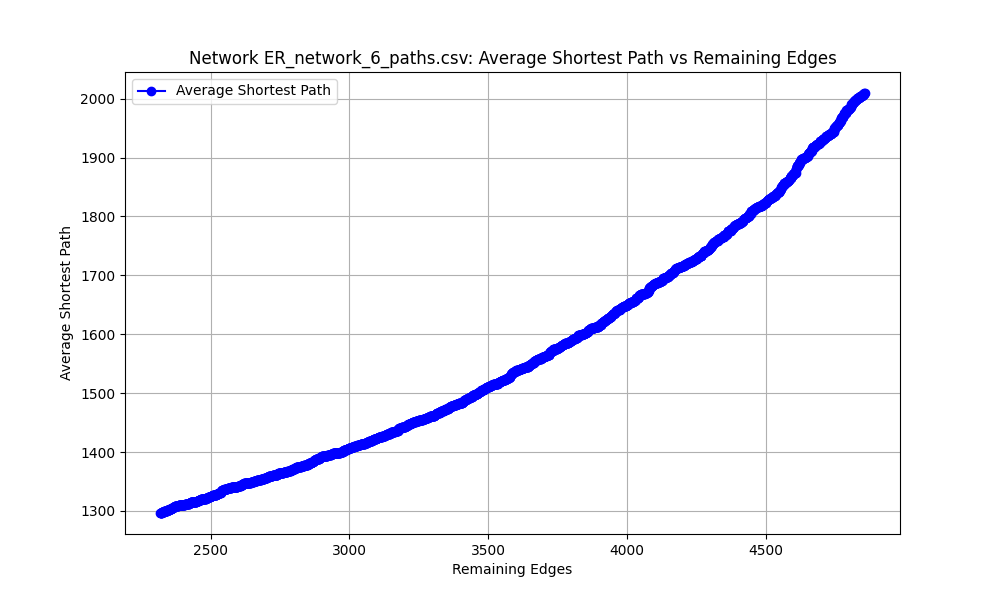 Network ER_network_6_paths.csv: Average Shortest Path vs Remaining Edges
Average Shortest Path
2000
1900
1800
1700
1600
1500
1400
1300
Average Shortest Path
2500 3000 3500 4000 4500
Remaining Edges